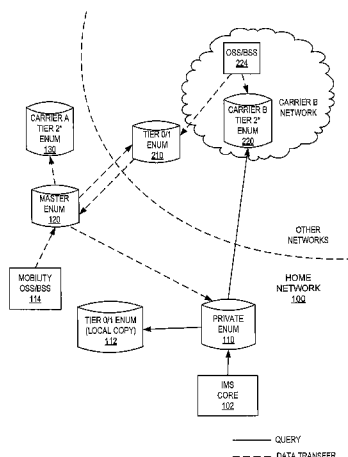 OSS/BSS
224
CARRIER B
TIER 2*
ENUM
220
CARRIER B
NETWORK
CARRIER A
TIER 2*
ENUM
130
TIER 0/1
ENUM
210
MASTER
ENUM
120
OTHER
NETWORKS
MOBILITY
OSS/BSS
114
HOME
NETWORK
100
TIER 0/1 ENUM
(LOCAL COPY)
112
PRIVATE
ENUM
110
IMS
CORE
102
QUERY
DATA TRANSFER